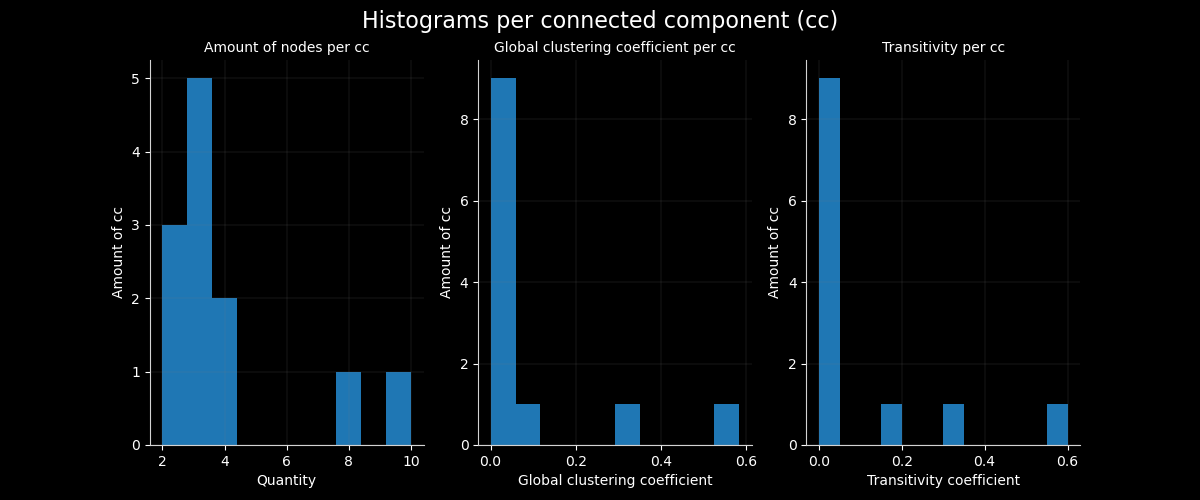 Histograms per connected component (cc)
Amount of nodes per cc
Amount of cc
5
4
3
2
1
0
2 4 6 8 10
Quantity
Global clustering coefficient per cc
Amount of cc
8
6
4
2
0
0.0 0.2 0.4 0.6
Global clustering coefficient
Transitivity per cc
Amount of cc
8
6
4
2
0
0.0 0.2 0.4 0.6
Transitivity coefficient